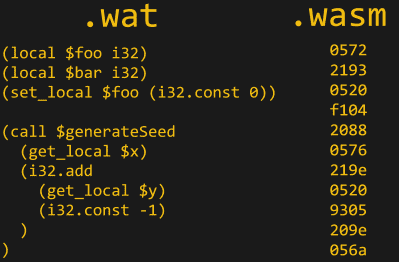 .wat
(local $foo i32)
(local $bar i32)
(set_local $foo (i32.const 0))
(call $generateSeed
(get_local $x)
(i32.add
(get_local $y)
(i32.const -1)
)
)
.wasm
0572
2193
0520
f104
2088
0576
219e
0520
9305
209e
056a